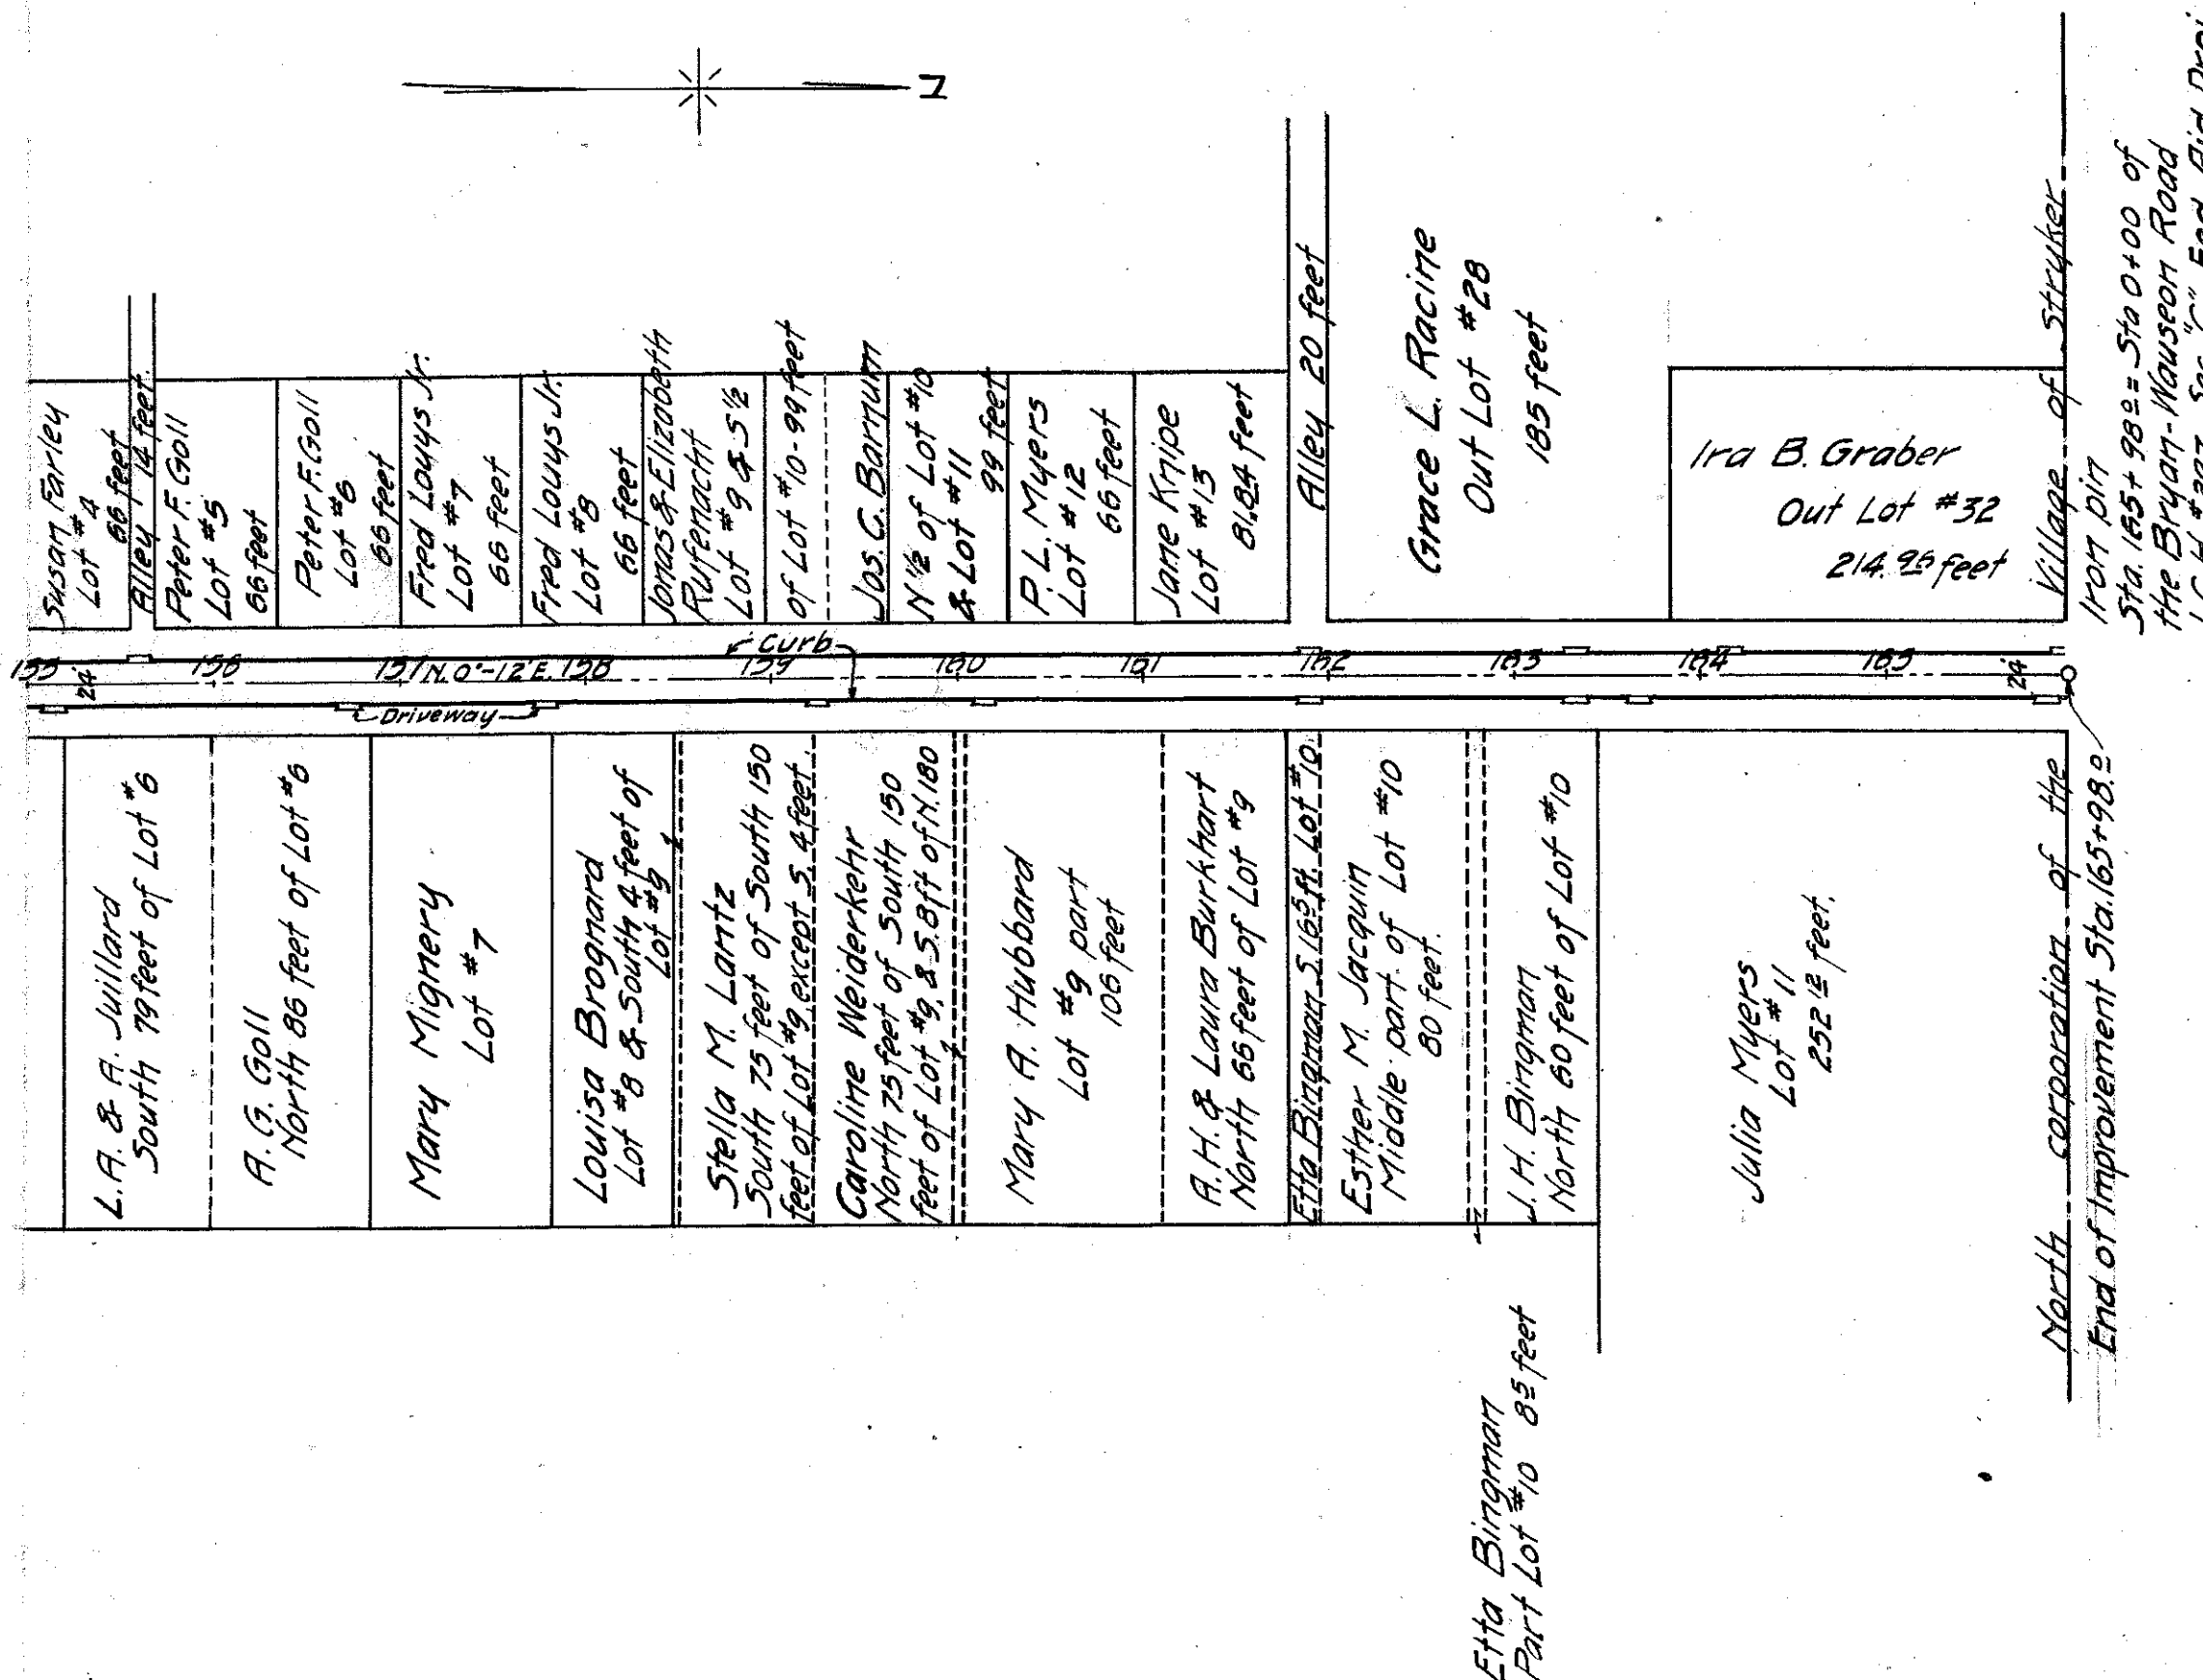 N
Susan Farley
Lot #4
66 feet
Alley 14 feet.
Peter F. Goll
Lot #5
66 feet
Peter F. Goll
Lot #6
66 feet
Fred Louys Jr.
Lot #7
66 feet
Fred Louys Jr.
Lot #8
66 feet
Jonas & Elizabeth
Rufenacht
Lot #9 & S½
of Lot #10-99 feet
Jos. C. Barnum
N½ of Lot #10
& Lot #11
99 feet
P. L. Myers
Lot #12
66 feet
Jane Knipe
Lot #13
81.84 feet
Alley 20 feet
Grace L. Racine
Out Lot #28
185 feet
Ira B. Graber
Out Lot #32
214.95 feet
Village of Stryker
Iron pin
Sta. 165+98.0 = Sta 0+00 of
the Bryan-Wauseon Road
155 156 157 N. 0°-12' E. 158 159 160 161 162 163 164 165
24'
Curb
24'
Driveway
L. A. & A. Juillard
South 79 feet of Lot #6
A. G. Goll
North 86 feet of Lot #6
Mary Mignery
Lot #7
Louisa Brognard
Lot #8 & South 4 feet of
Lot #9
Stella M. Lantz
South 75 feet of South 150
feet of Lot #9 except S. 4 feet.
Caroline Weiderkehr
North 75 feet of South 150
feet of Lot #9, & S. 8 ft of N. 180
Mary A. Hubbard
Lot #9 part
106 feet
A. H. & Laura Burkhart
North 66 feet of Lot #9
Etta Bingman S. 16.5 ft. Lot #10
Esther M. Jacquin
Middle part of Lot #10
80 feet.
J. H. Bingman
North 60 feet of Lot #10
Julia Myers
Lot #11
252.12 feet.
North corporation of the
End of Improvement Sta. 165+98.0
Etta Bingman
Part Lot #10 8.5 feet